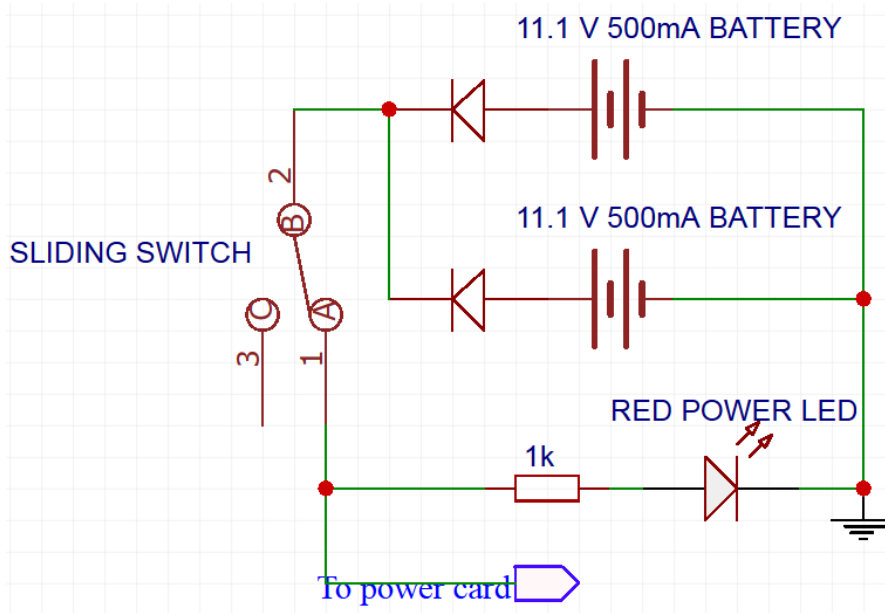 11.1 V 500mA BATTERY
2
B
11.1 V 500mA BATTERY
SLIDING SWITCH
C
A
3
1
RED POWER LED
1k
To power card